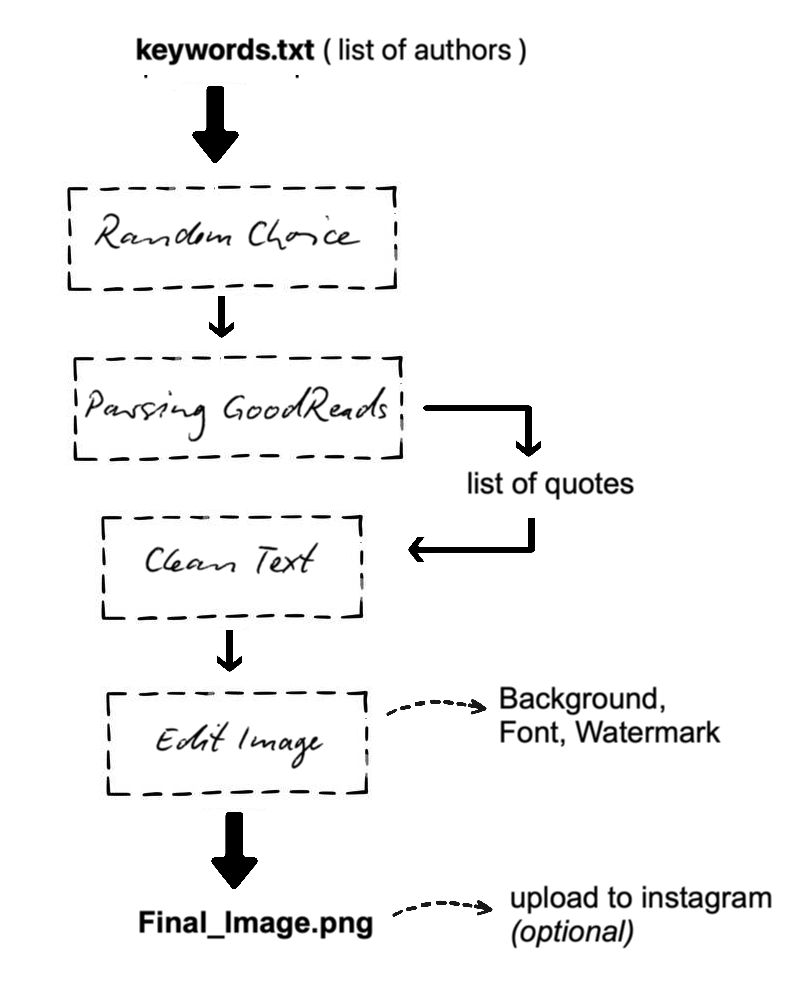 keywords.txt ( list of authors )
Random Choice
Parsing GoodReads
list of quotes
Clean Text
Edit Image
Background,
Font, Watermark
Final_Image.png
upload to instagram
(optional)